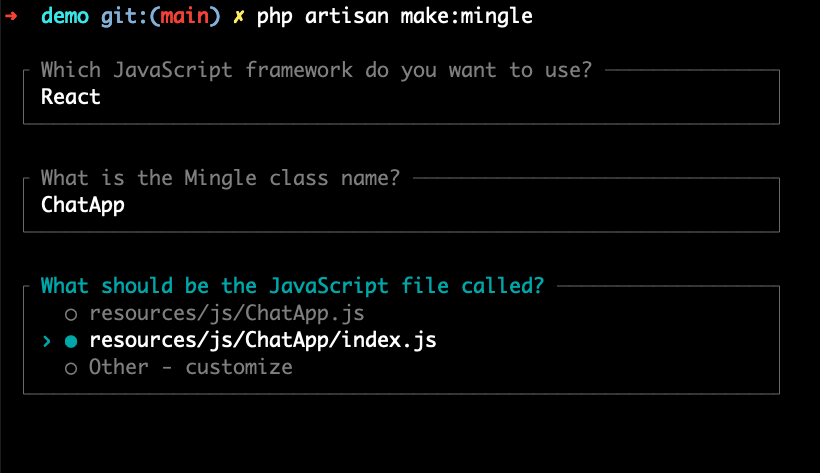 ➜ demo git:(main) ✗ php artisan make:mingle
Which JavaScript framework do you want to use?
React
What is the Mingle class name?
ChatApp
What should be the JavaScript file called?
○ resources/js/ChatApp.js
› ● resources/js/ChatApp/index.js
○ Other - customize